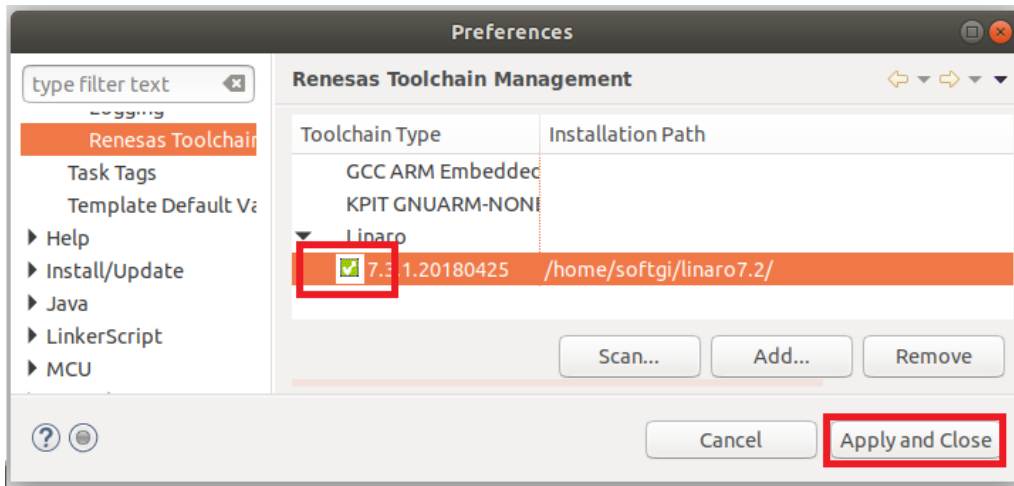 Preferences
type filter text
Renesas Toolchain
Task Tags
Template Default Va
Help
Install/Update
Java
LinkerScript
MCU
Renesas Toolchain Management
Toolchain Type Installation Path
GCC ARM Embedded
KPIT GNUARM-NON
Linaro
7.3.1.20180425 /home/softgi/linaro7.2/
Scan... Add... Remove
Cancel Apply and Close